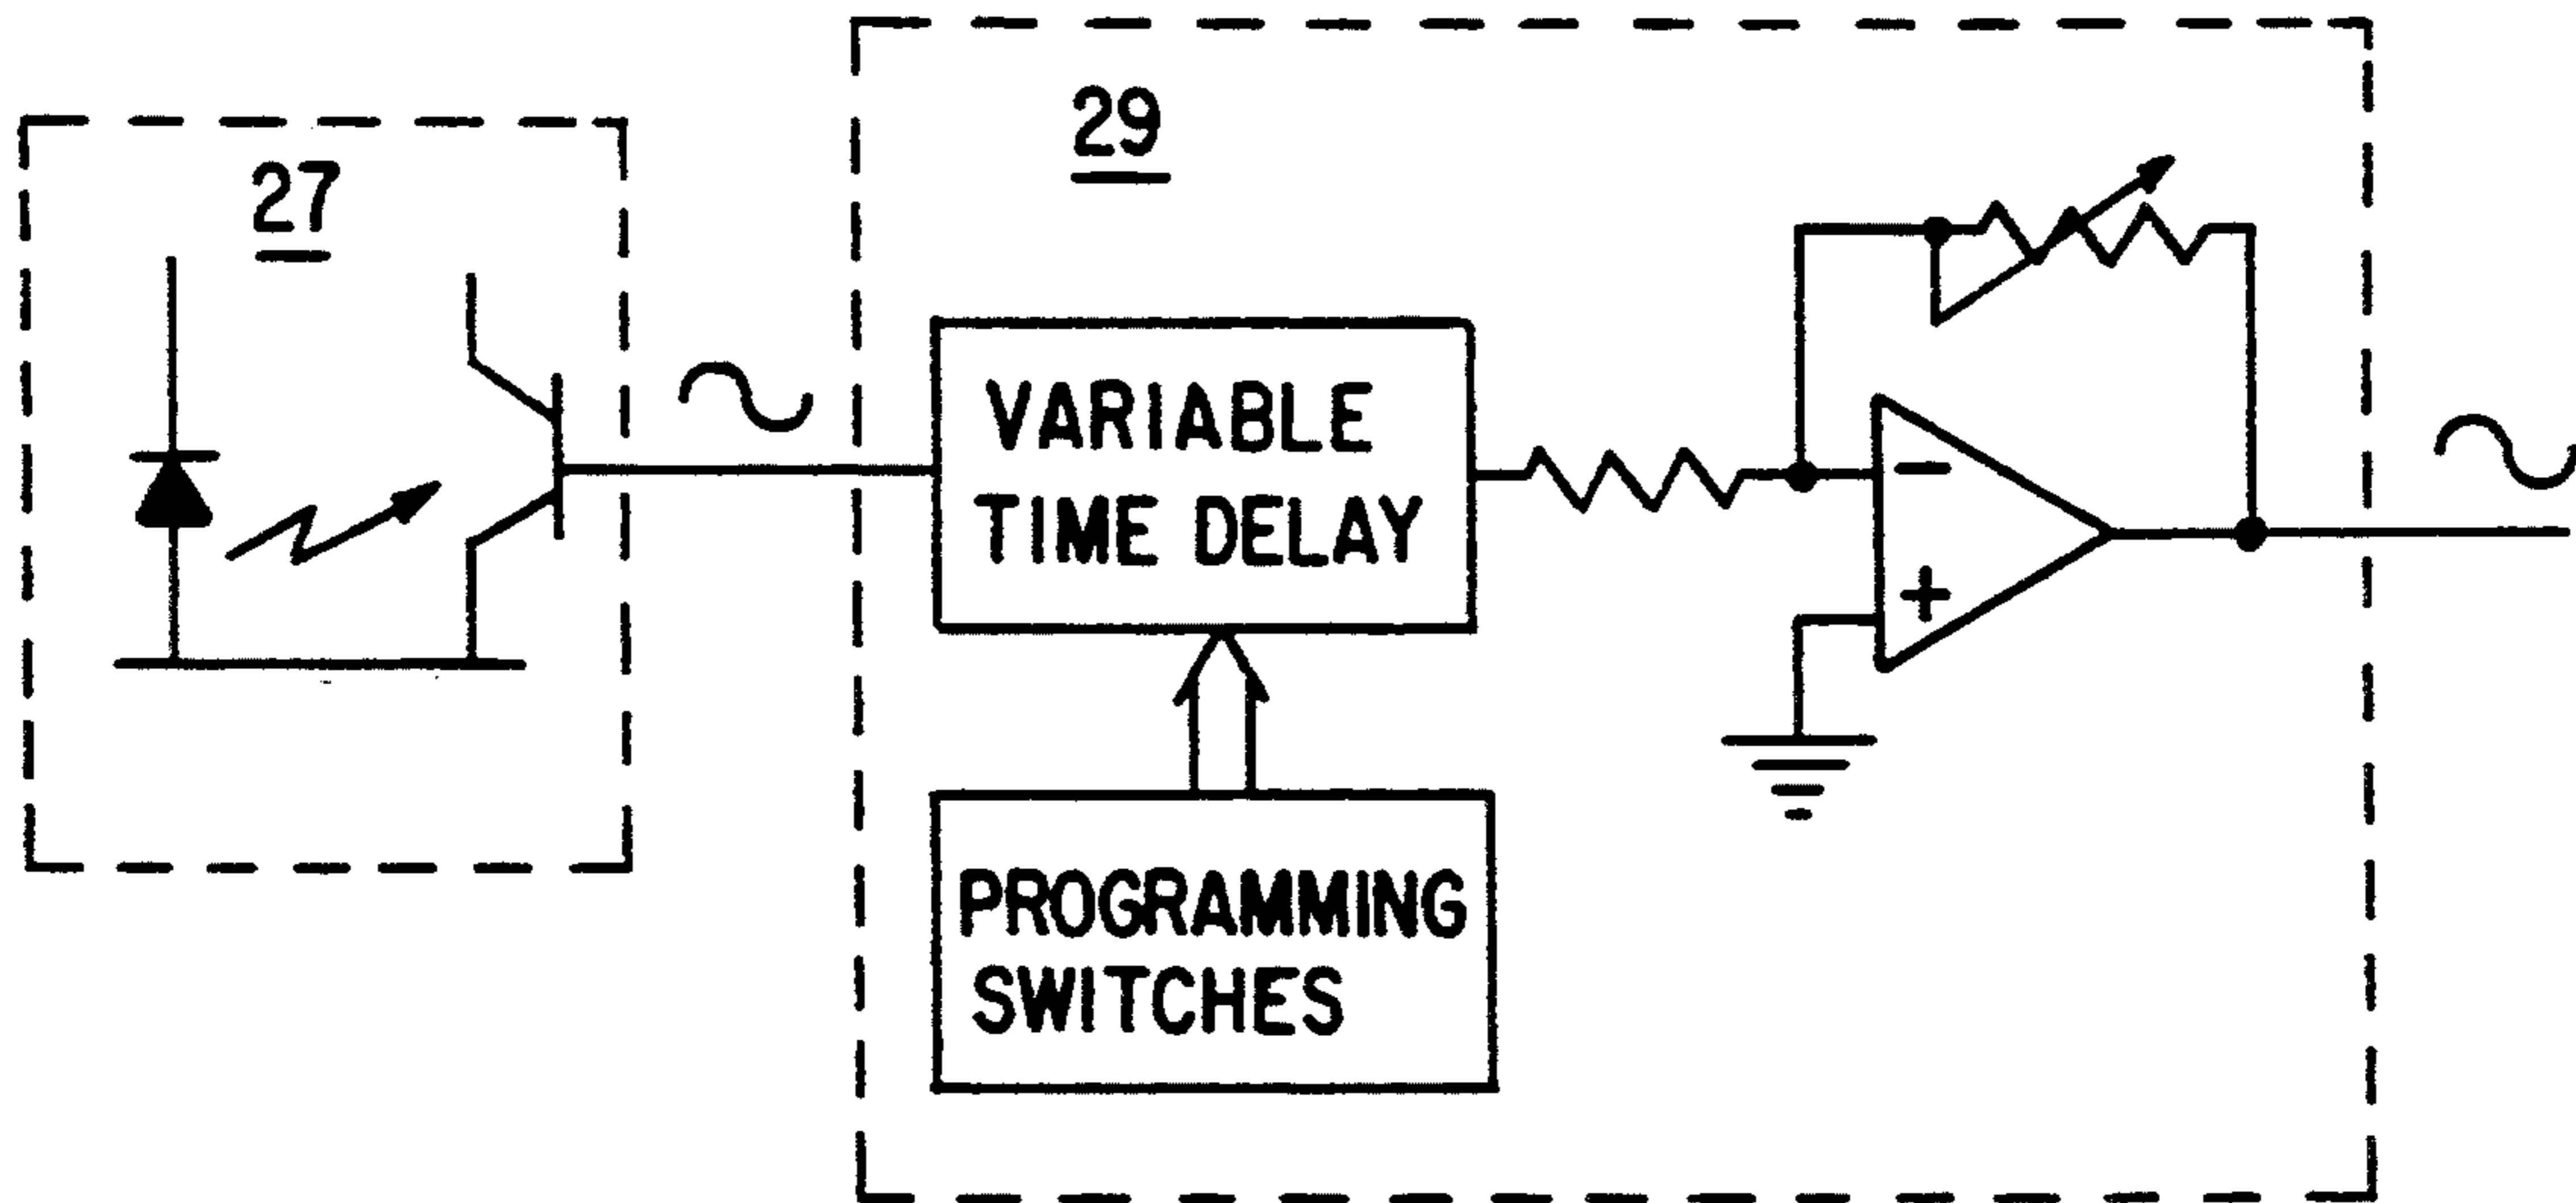 27
29
VARIABLE
TIME DELAY
−
+
PROGRAMMING
SWITCHES